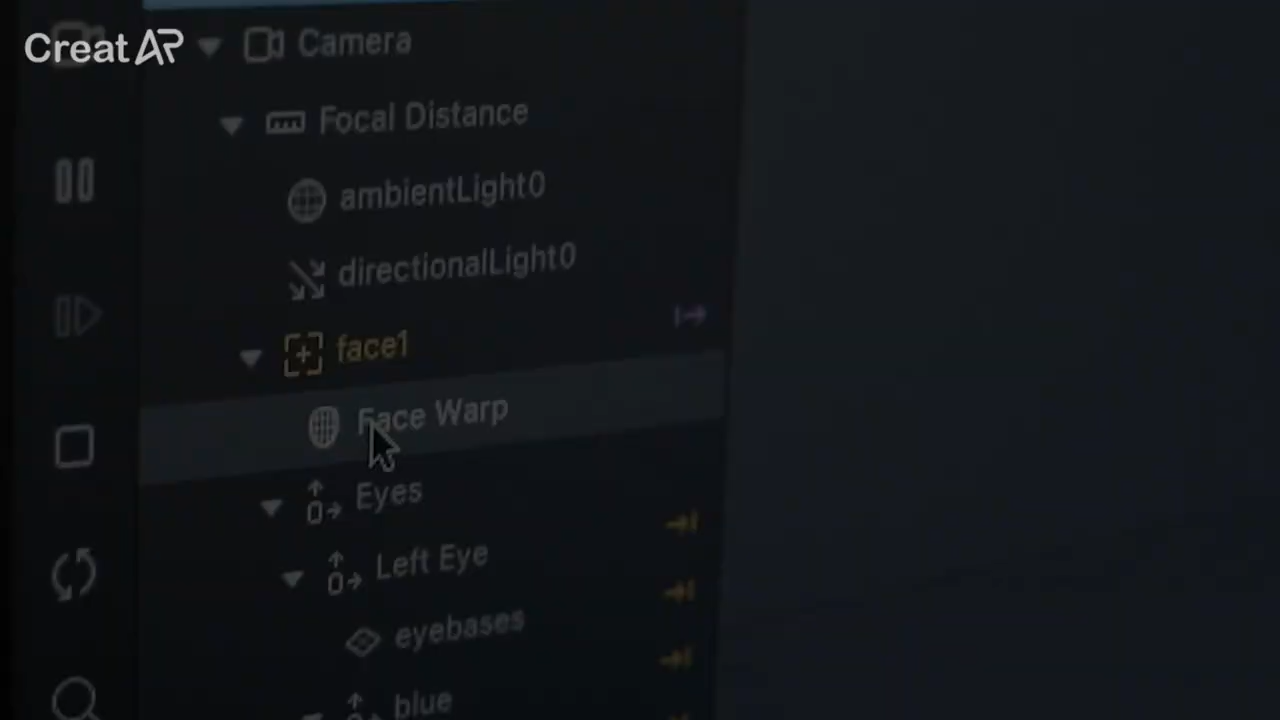 CreatAR
Camera
Focal Distance
ambientLight0
directionalLight0
face1
Face Warp
Eyes
Left Eye
eyebases
blue